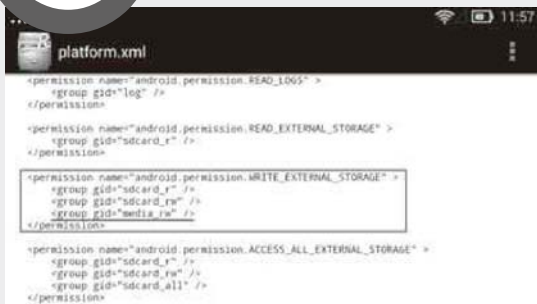 11:57
platform.xml
<permission name="android.permission.READ_LOGS" >
<group gid="log" />
</permission>
<permission name="android.permission.READ_EXTERNAL_STORAGE" >
<group gid="sdcard_r" />
</permission>
<permission name="android.permission.WRITE_EXTERNAL_STORAGE" >
<group gid="sdcard_r" />
<group gid="sdcard_rw" />
<group gid="media_rw" />
</permission>
<permission name="android.permission.ACCESS_ALL_EXTERNAL_STORAGE" >
<group gid="sdcard_r" />
<group gid="sdcard_rw" />
<group gid="sdcard_all" />
</permission>